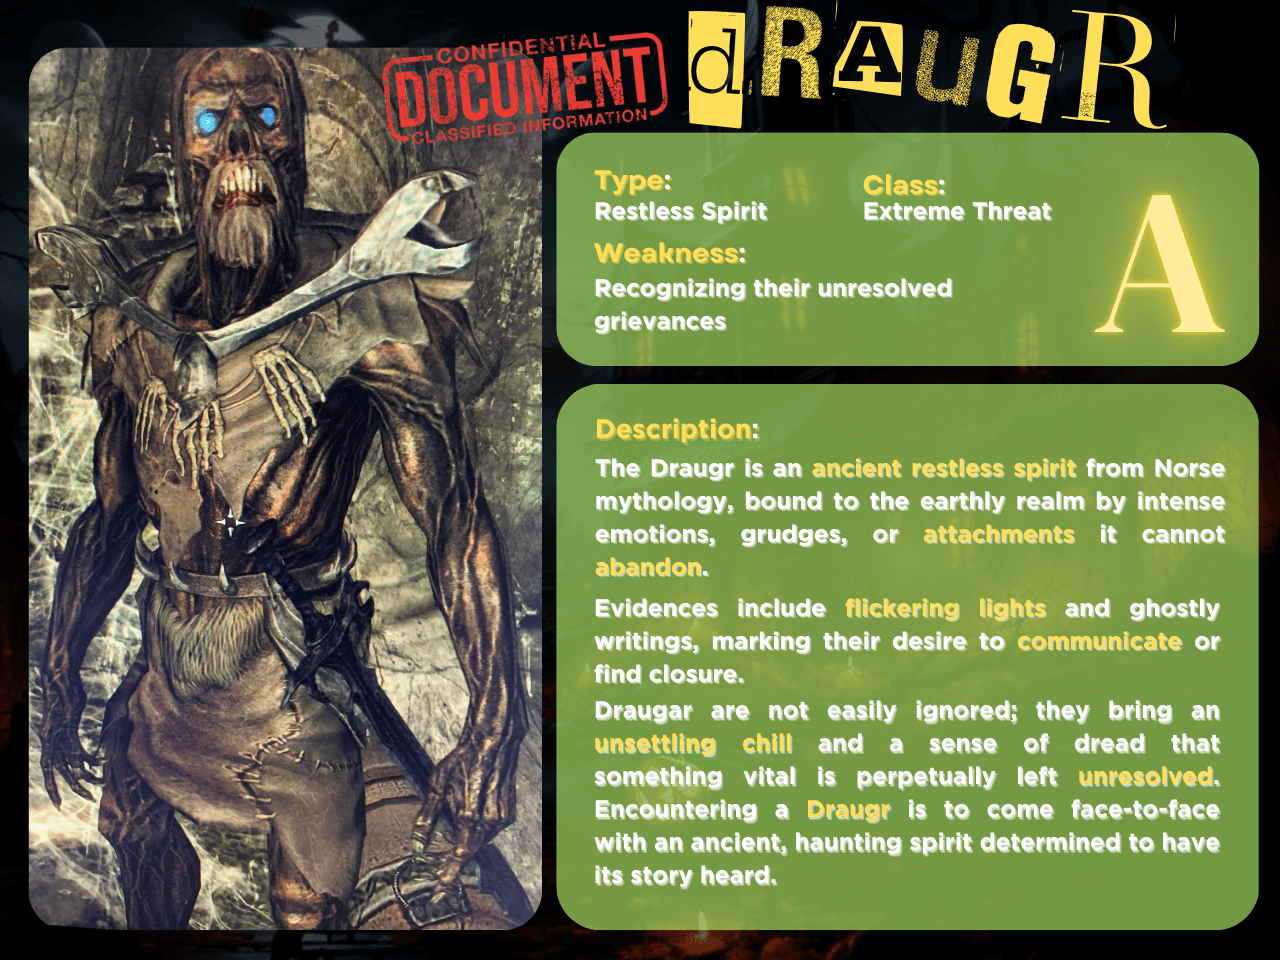 CONFIDENTIAL
DOCUMENT
CLASSIFIED INFORMATION
dRAuGR
Type:
Restless Spirit
Class:
Extreme Threat
Weakness:
Recognizing their unresolved
grievances
A
Description:
The Draugr is an ancient restless spirit from Norse
mythology, bound to the earthly realm by intense
emotions, grudges, or attachments it cannot
abandon.
Evidences include flickering lights and ghostly
writings, marking their desire to communicate or
find closure.
Draugar are not easily ignored; they bring an
unsettling chill and a sense of dread that
something vital is perpetually left unresolved.
Encountering a Draugr is to come face-to-face
with an ancient, haunting spirit determined to have
its story heard.